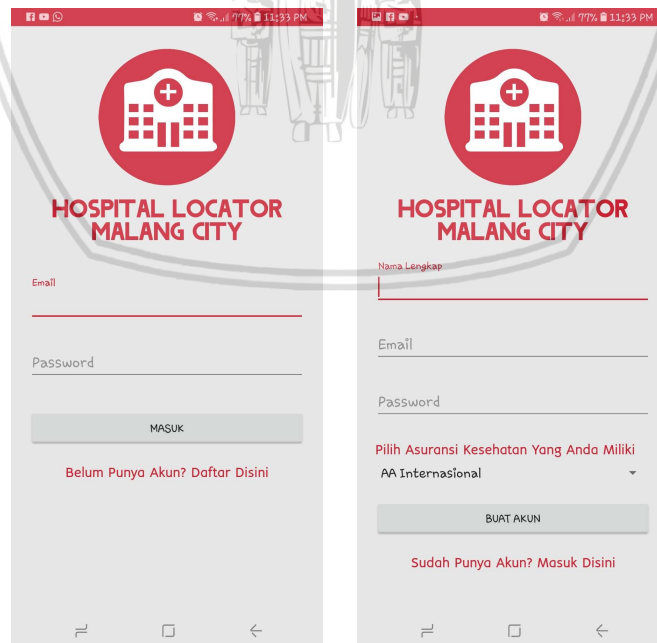 77% 11:33 PM
HOSPITAL LOCATOR
MALANG CITY
Email
Password
MASUK
Belum Punya Akun? Daftar Disini
77% 11:33 PM
HOSPITAL LOCATOR
MALANG CITY
Nama Lengkap
Email
Password
Pilih Asuransi Kesehatan Yang Anda Miliki
AA Internasional
BUAT AKUN
Sudah Punya Akun? Masuk Disini